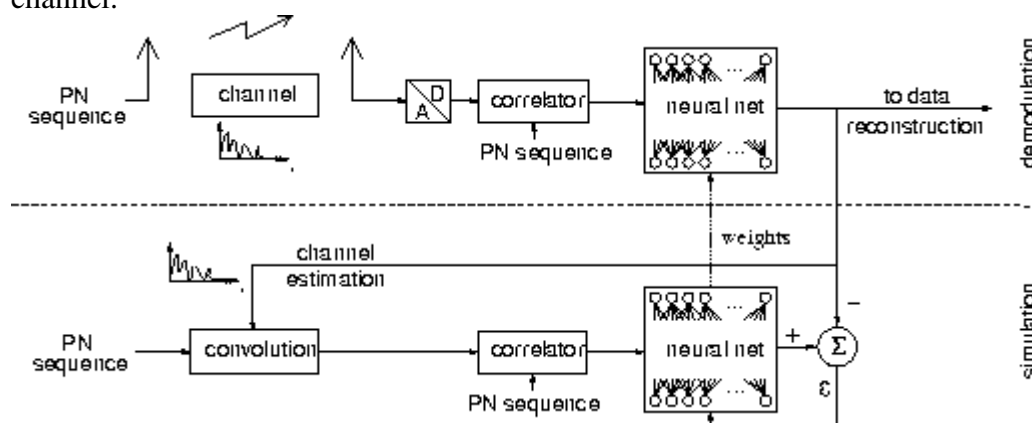 channel.
PN
sequence
channel
D
A
correlator
PN sequence
neural net
...
...
to data
reconstruction
demodulation
weights
channel
estimation
PN
sequence
convolution
correlator
PN sequence
neural net
...
...
+
−
Σ
ε
simulation